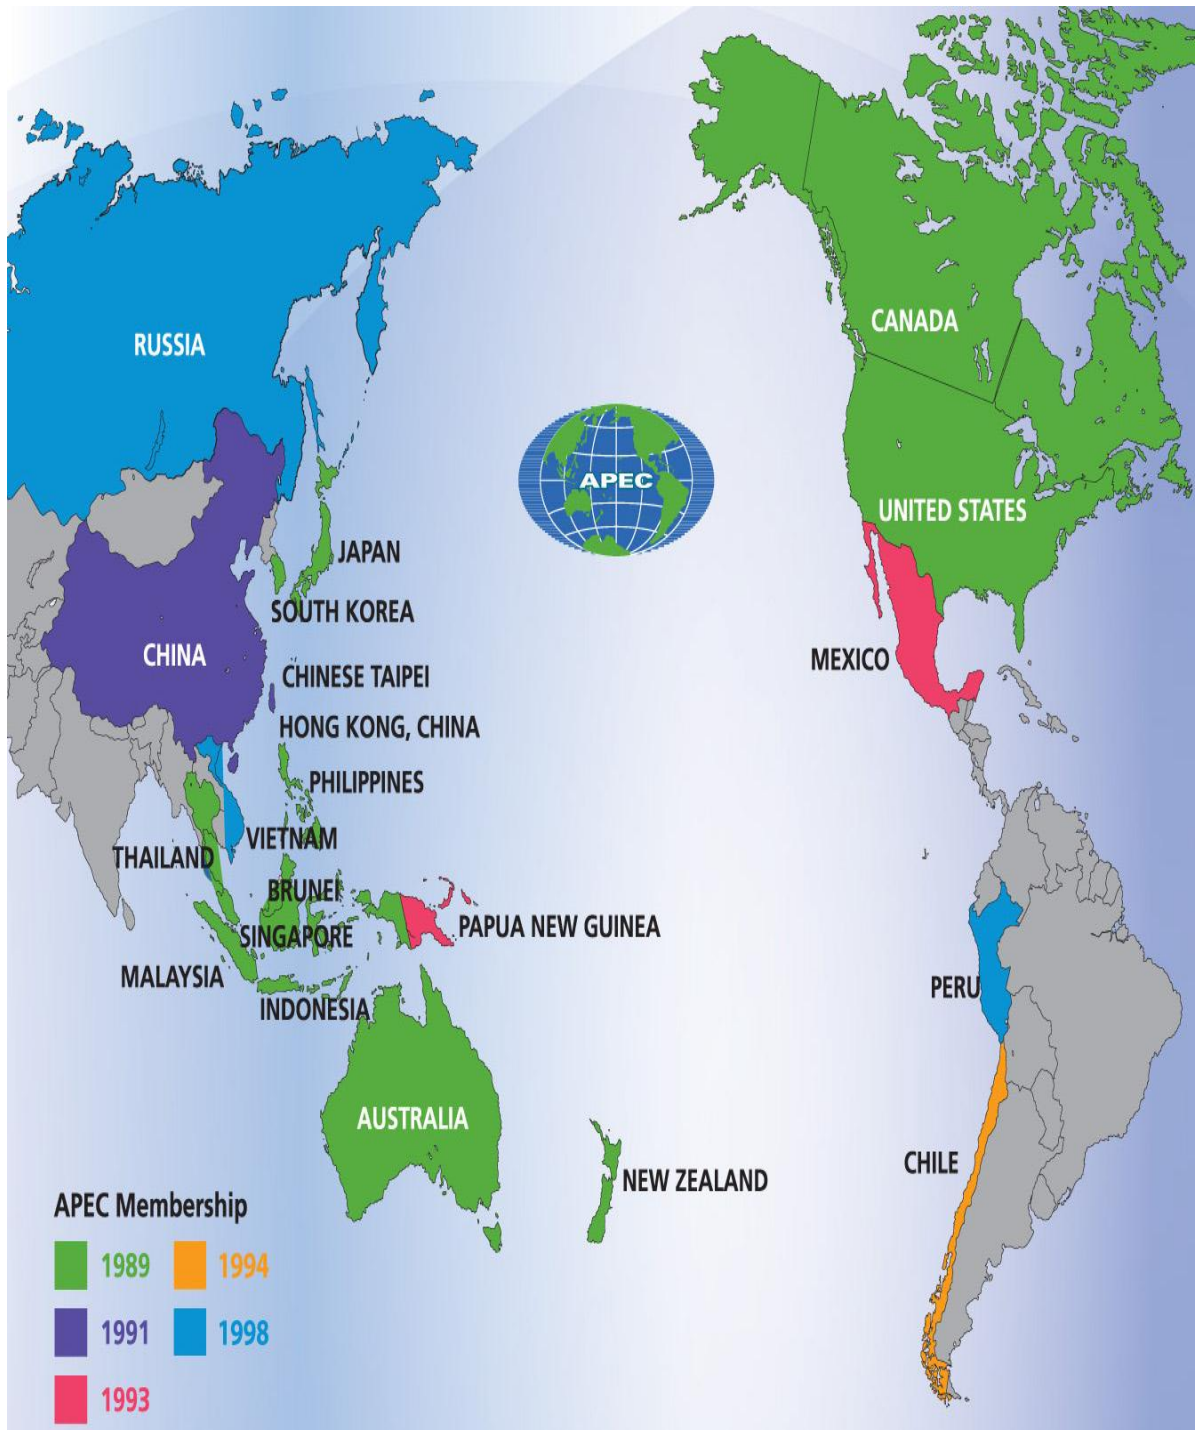 RUSSIA
CANADA
APEC
UNITED STATES
JAPAN
SOUTH KOREA
CHINA
CHINESE TAIPEI
MEXICO
HONG KONG, CHINA
PHILIPPINES
VIETNAM
THAILAND
BRUNEI
PAPUA NEW GUINEA
SINGAPORE
MALAYSIA
PERU
INDONESIA
AUSTRALIA
CHILE
NEW ZEALAND
APEC Membership
1989 1994
1991 1998
1993